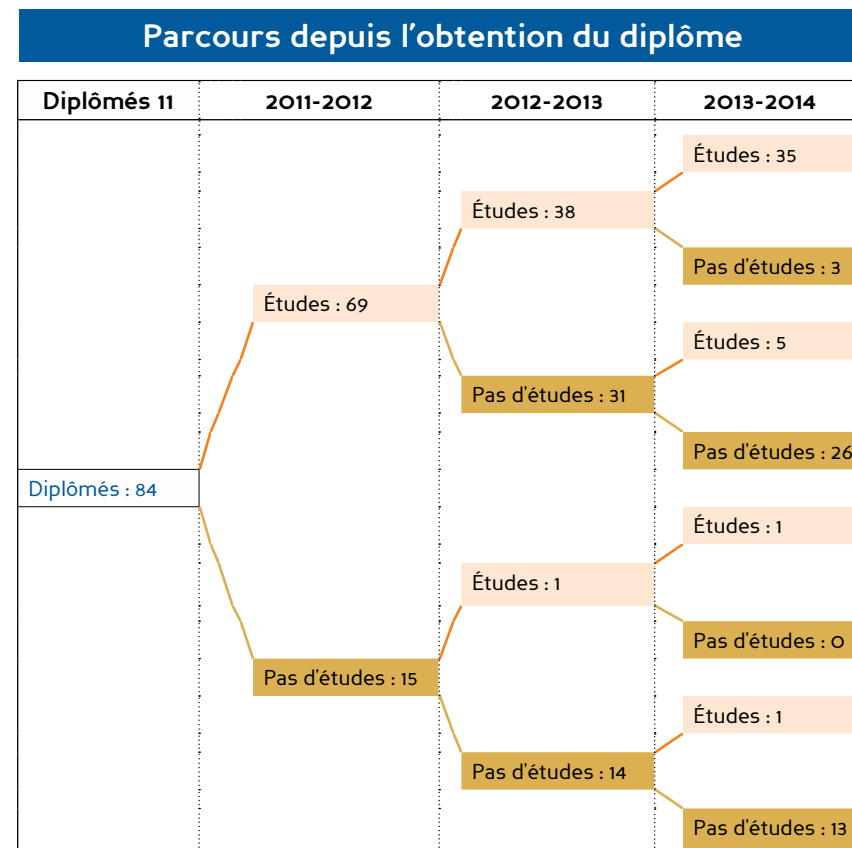 Parcours depuis l'obtention du diplôme
Diplômés 11 2011-2012 2012-2013 2013-2014
Études : 35
Études : 38
Pas d'études : 3
Études : 69
Études : 5
Pas d'études : 31
Pas d'études : 26
Diplômés : 84
Études : 1
Études : 1
Pas d'études : 0
Pas d'études : 15
Études : 1
Pas d'études : 14
Pas d'études : 13